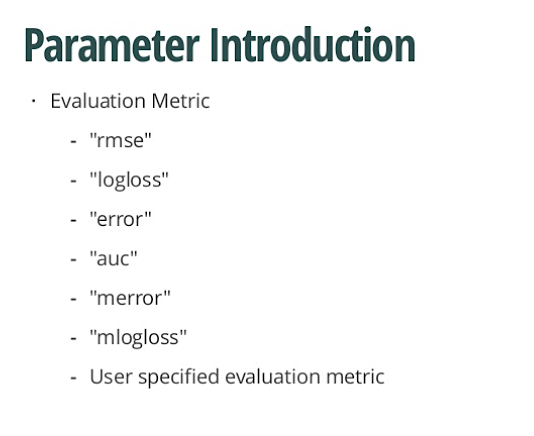 Parameter Introduction
· Evaluation Metric
- "rmse"
- "logloss"
- "error"
- "auc"
- "merror"
- "mlogloss"
- User specified evaluation metric